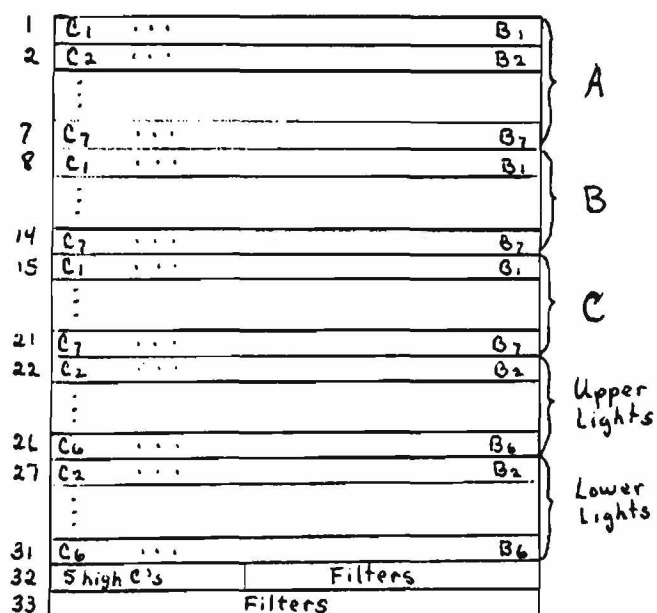 1 C1 ... B1
2 C2 ... B2
A
7 C7 ... B7
8 C1 ... B1
B
14 C7 ... B7
15 C1 ... B1
C
21 C7 ... B7
22 C2 ... B2
Upper
Lights
26 C6 ... B6
27 C2 ... B2
Lower
Lights
31 C6 ... B6
32 5 high C's Filters
33 Filters